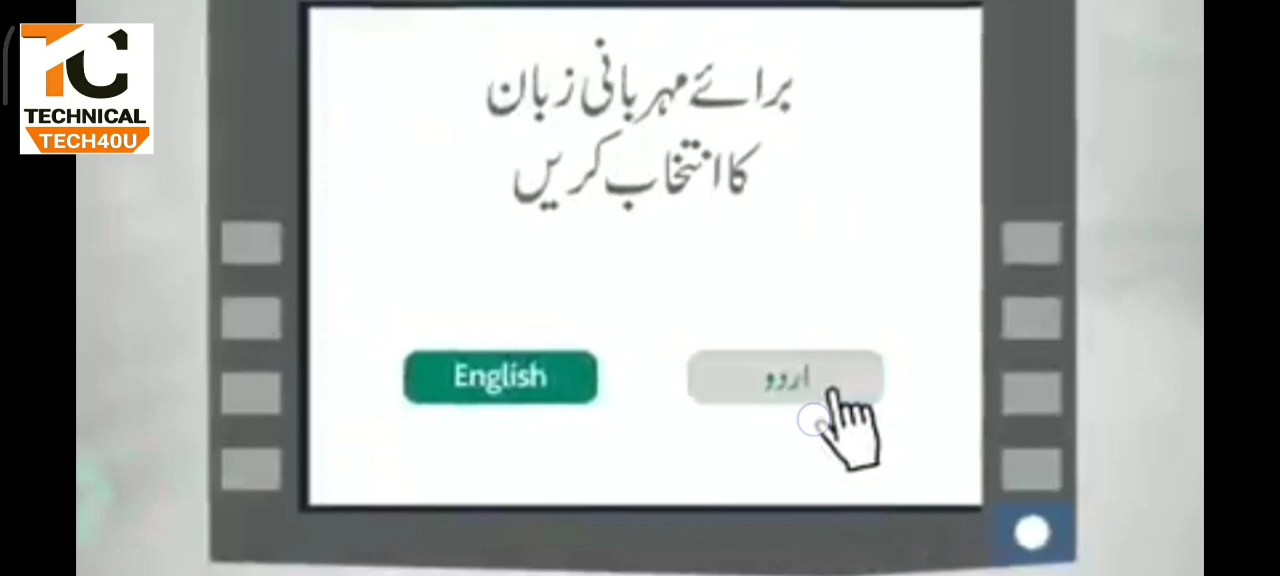 TC
TECHNICAL
TECH40U
برائے مہربانی زبان
کا انتخاب کریں
English
اردو